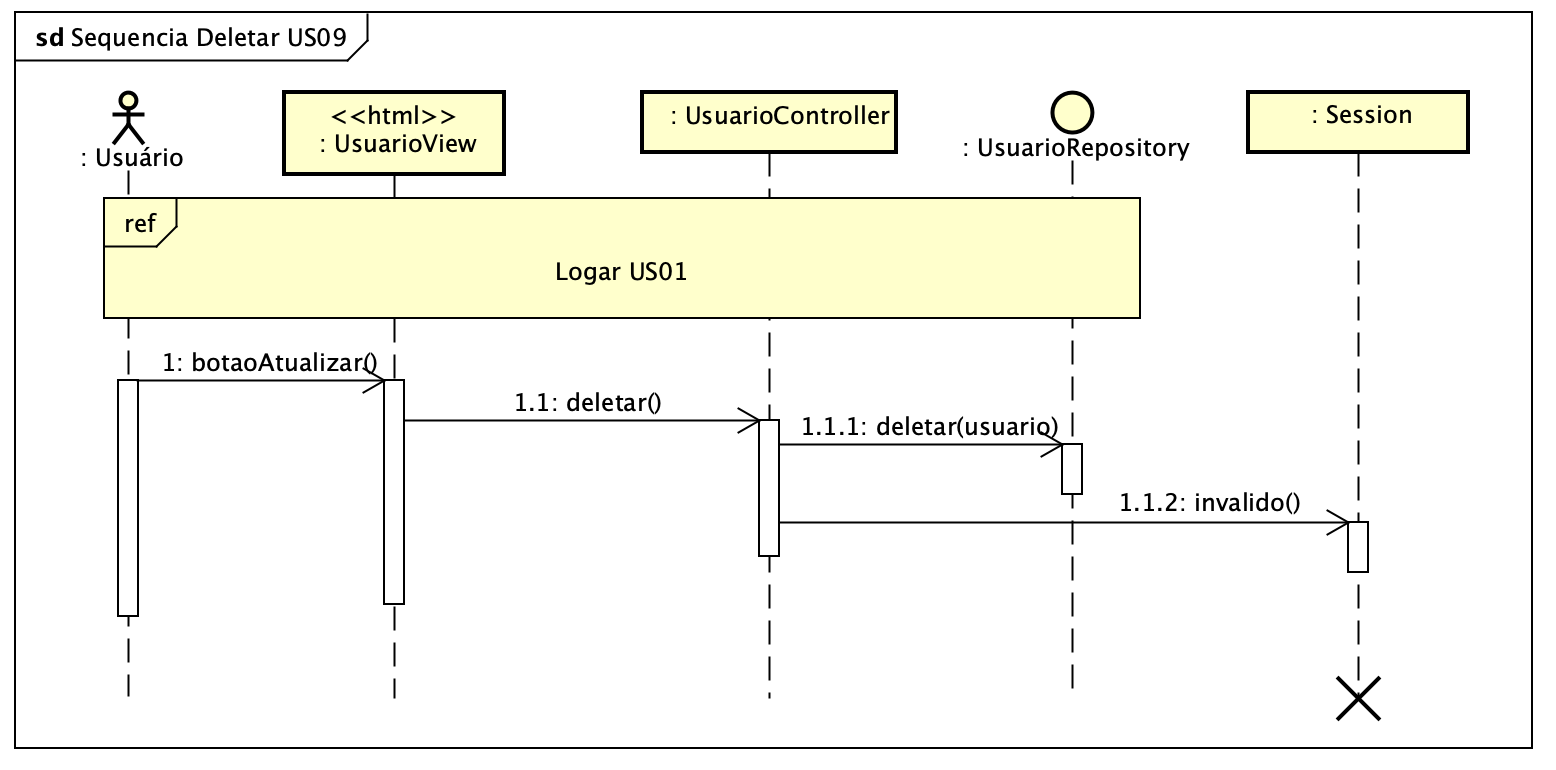 sd Sequencia Deletar US09
: Usuário
<<html>>
: UsuarioView
: UsuarioController
: UsuarioRepository
: Session
ref
Logar US01
1: botaoAtualizar()
1.1: deletar()
1.1.1: deletar(usuario)
1.1.2: invalido()